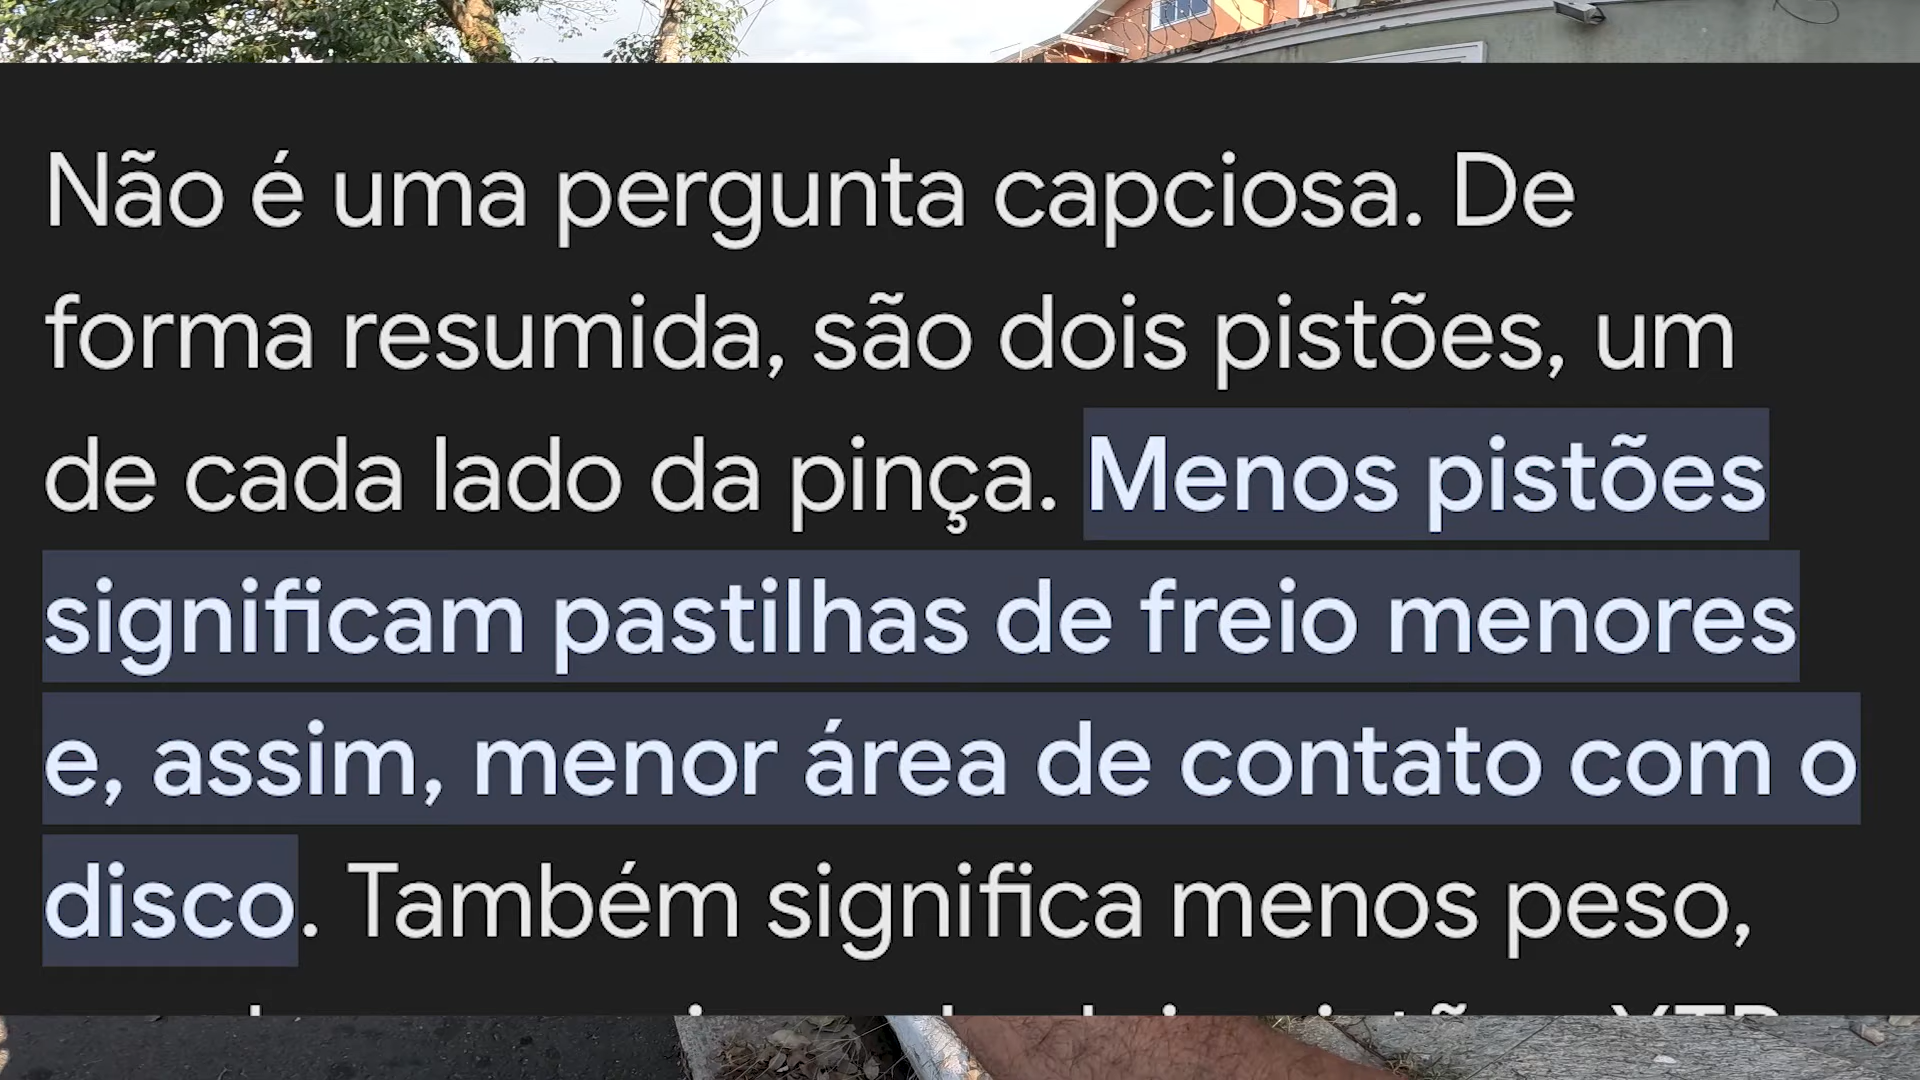 Não é uma pergunta capciosa. De
forma resumida, são dois pistões, um
de cada lado da pinça. Menos pistões
significam pastilhas de freio menores
e, assim, menor área de contato com o
disco. Também significa menos peso,